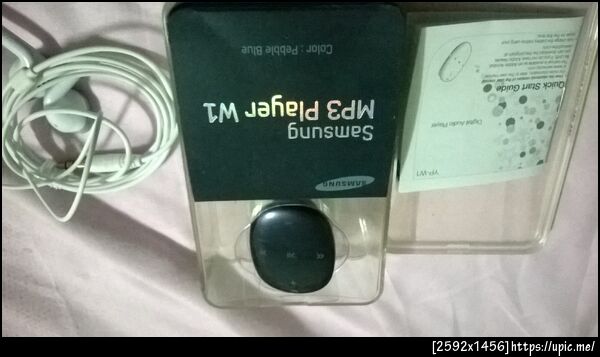 SAMSUNG
Samsung
MP3 Player W1
Color : Pebble Blue
YP-W1
Digital Audio Player
Quick Start Guide
[2592x1456]https://upic.me/